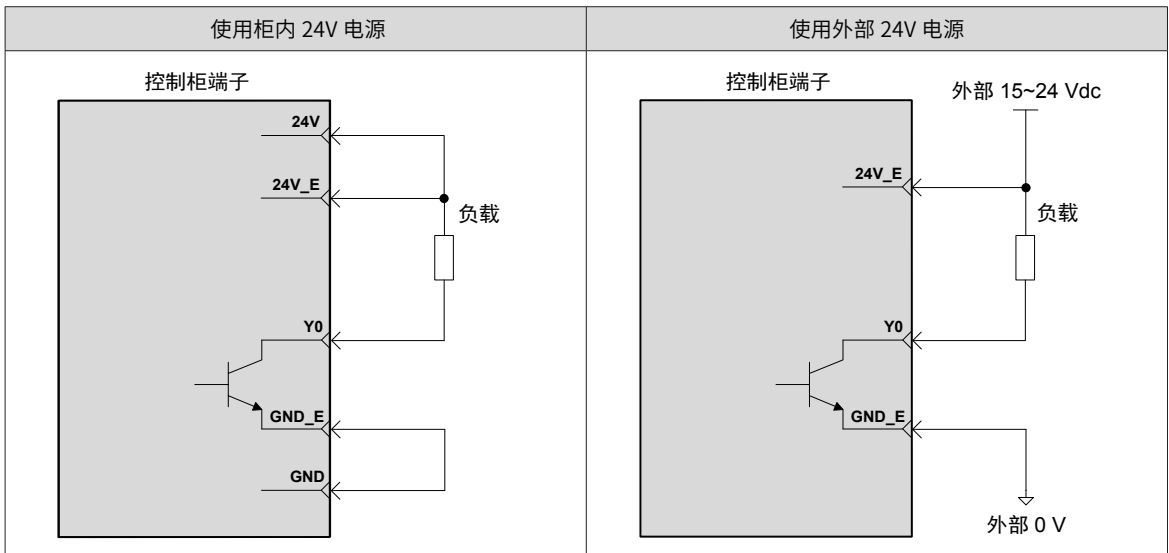 使用柜内 24V 电源
使用外部 24V 电源
控制柜端子
24V
24V_E
负载
Y0
GND_E
GND
控制柜端子
外部 15~24 Vdc
24V_E
负载
Y0
GND_E
外部 0 V